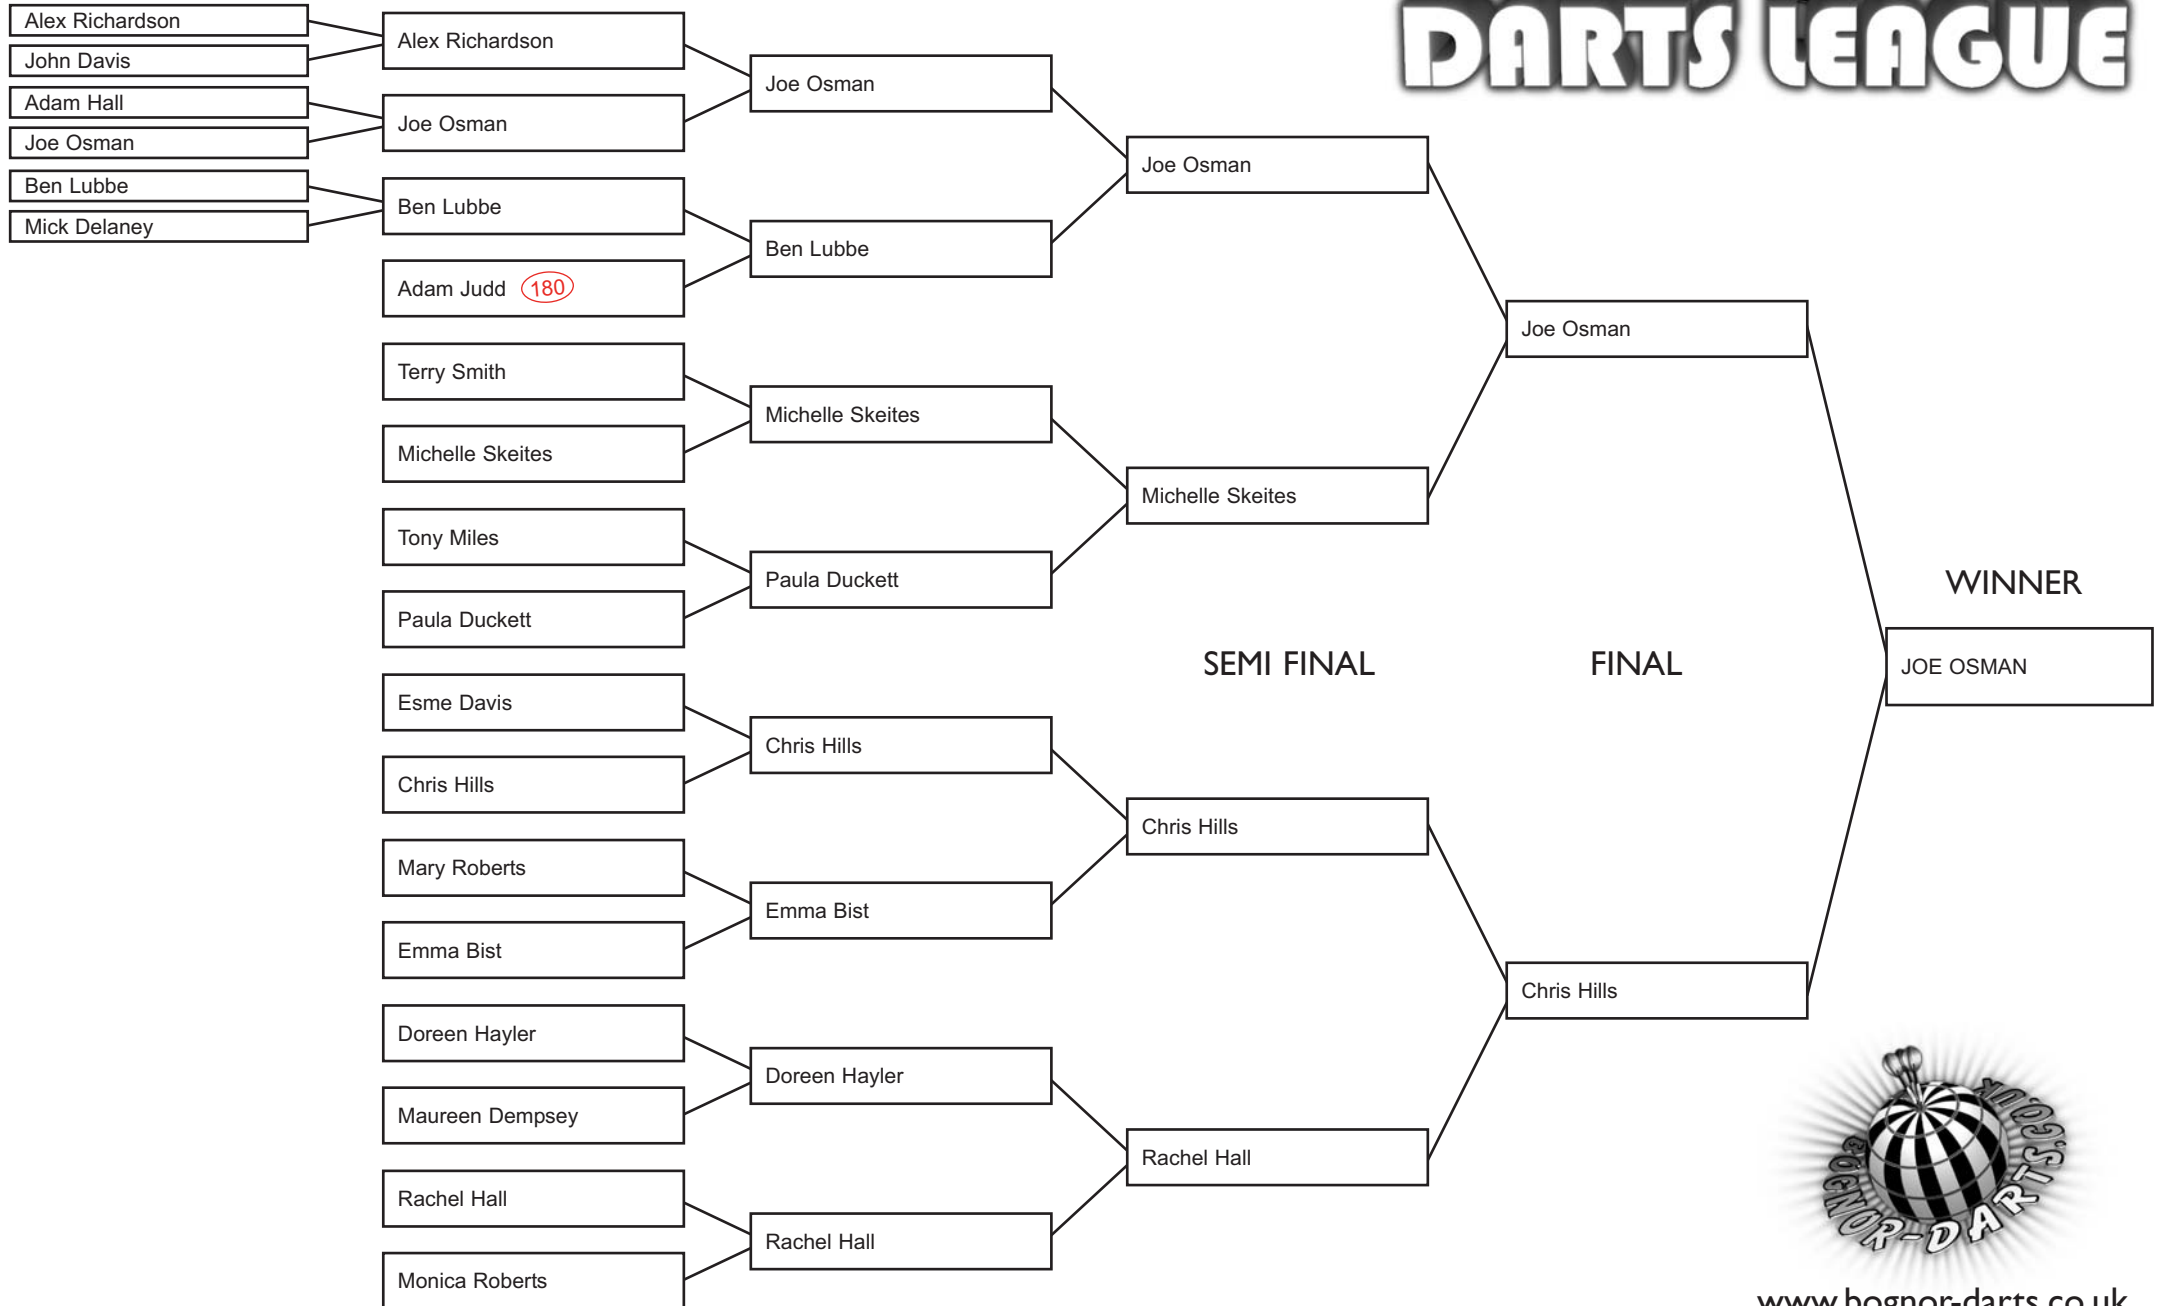 DARTS LEAGUE
Alex Richardson
John Davis
Adam Hall
Joe Osman
Ben Lubbe
Mick Delaney
Alex Richardson
Joe Osman
Ben Lubbe
Adam Judd 180
Terry Smith
Michelle Skeites
Tony Miles
Paula Duckett
Esme Davis
Chris Hills
Mary Roberts
Emma Bist
Doreen Hayler
Maureen Dempsey
Rachel Hall
Monica Roberts
Joe Osman
Ben Lubbe
Michelle Skeites
Paula Duckett
Chris Hills
Emma Bist
Doreen Hayler
Rachel Hall
Joe Osman
Michelle Skeites
SEMI FINAL
Chris Hills
Rachel Hall
Joe Osman
FINAL
Chris Hills
WINNER
JOE OSMAN
BOGNOR-DARTS.CO.UK
www.bognor-darts.co.uk